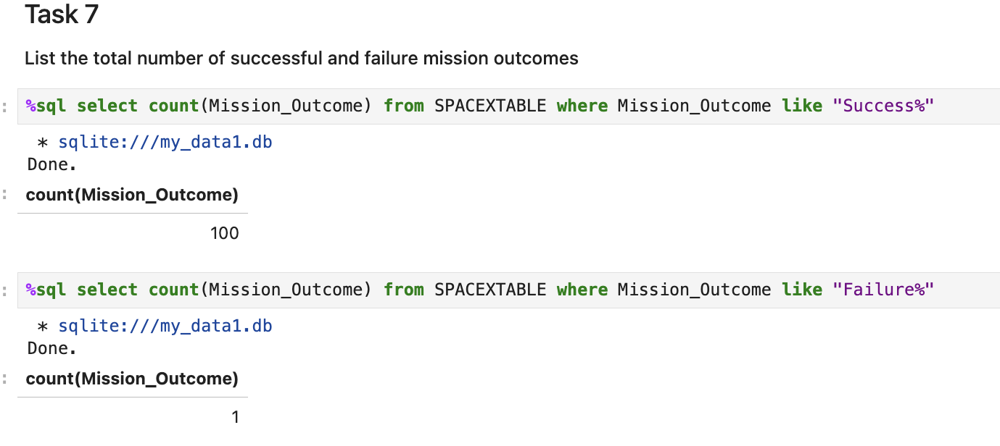 Task 7
List the total number of successful and failure mission outcomes
: %sql select count(Mission_Outcome) from SPACEXTABLE where Mission_Outcome like "Success%"
* sqlite:///my_data1.db
Done.
: count(Mission_Outcome)
100
: %sql select count(Mission_Outcome) from SPACEXTABLE where Mission_Outcome like "Failure%"
* sqlite:///my_data1.db
Done.
: count(Mission_Outcome)
1